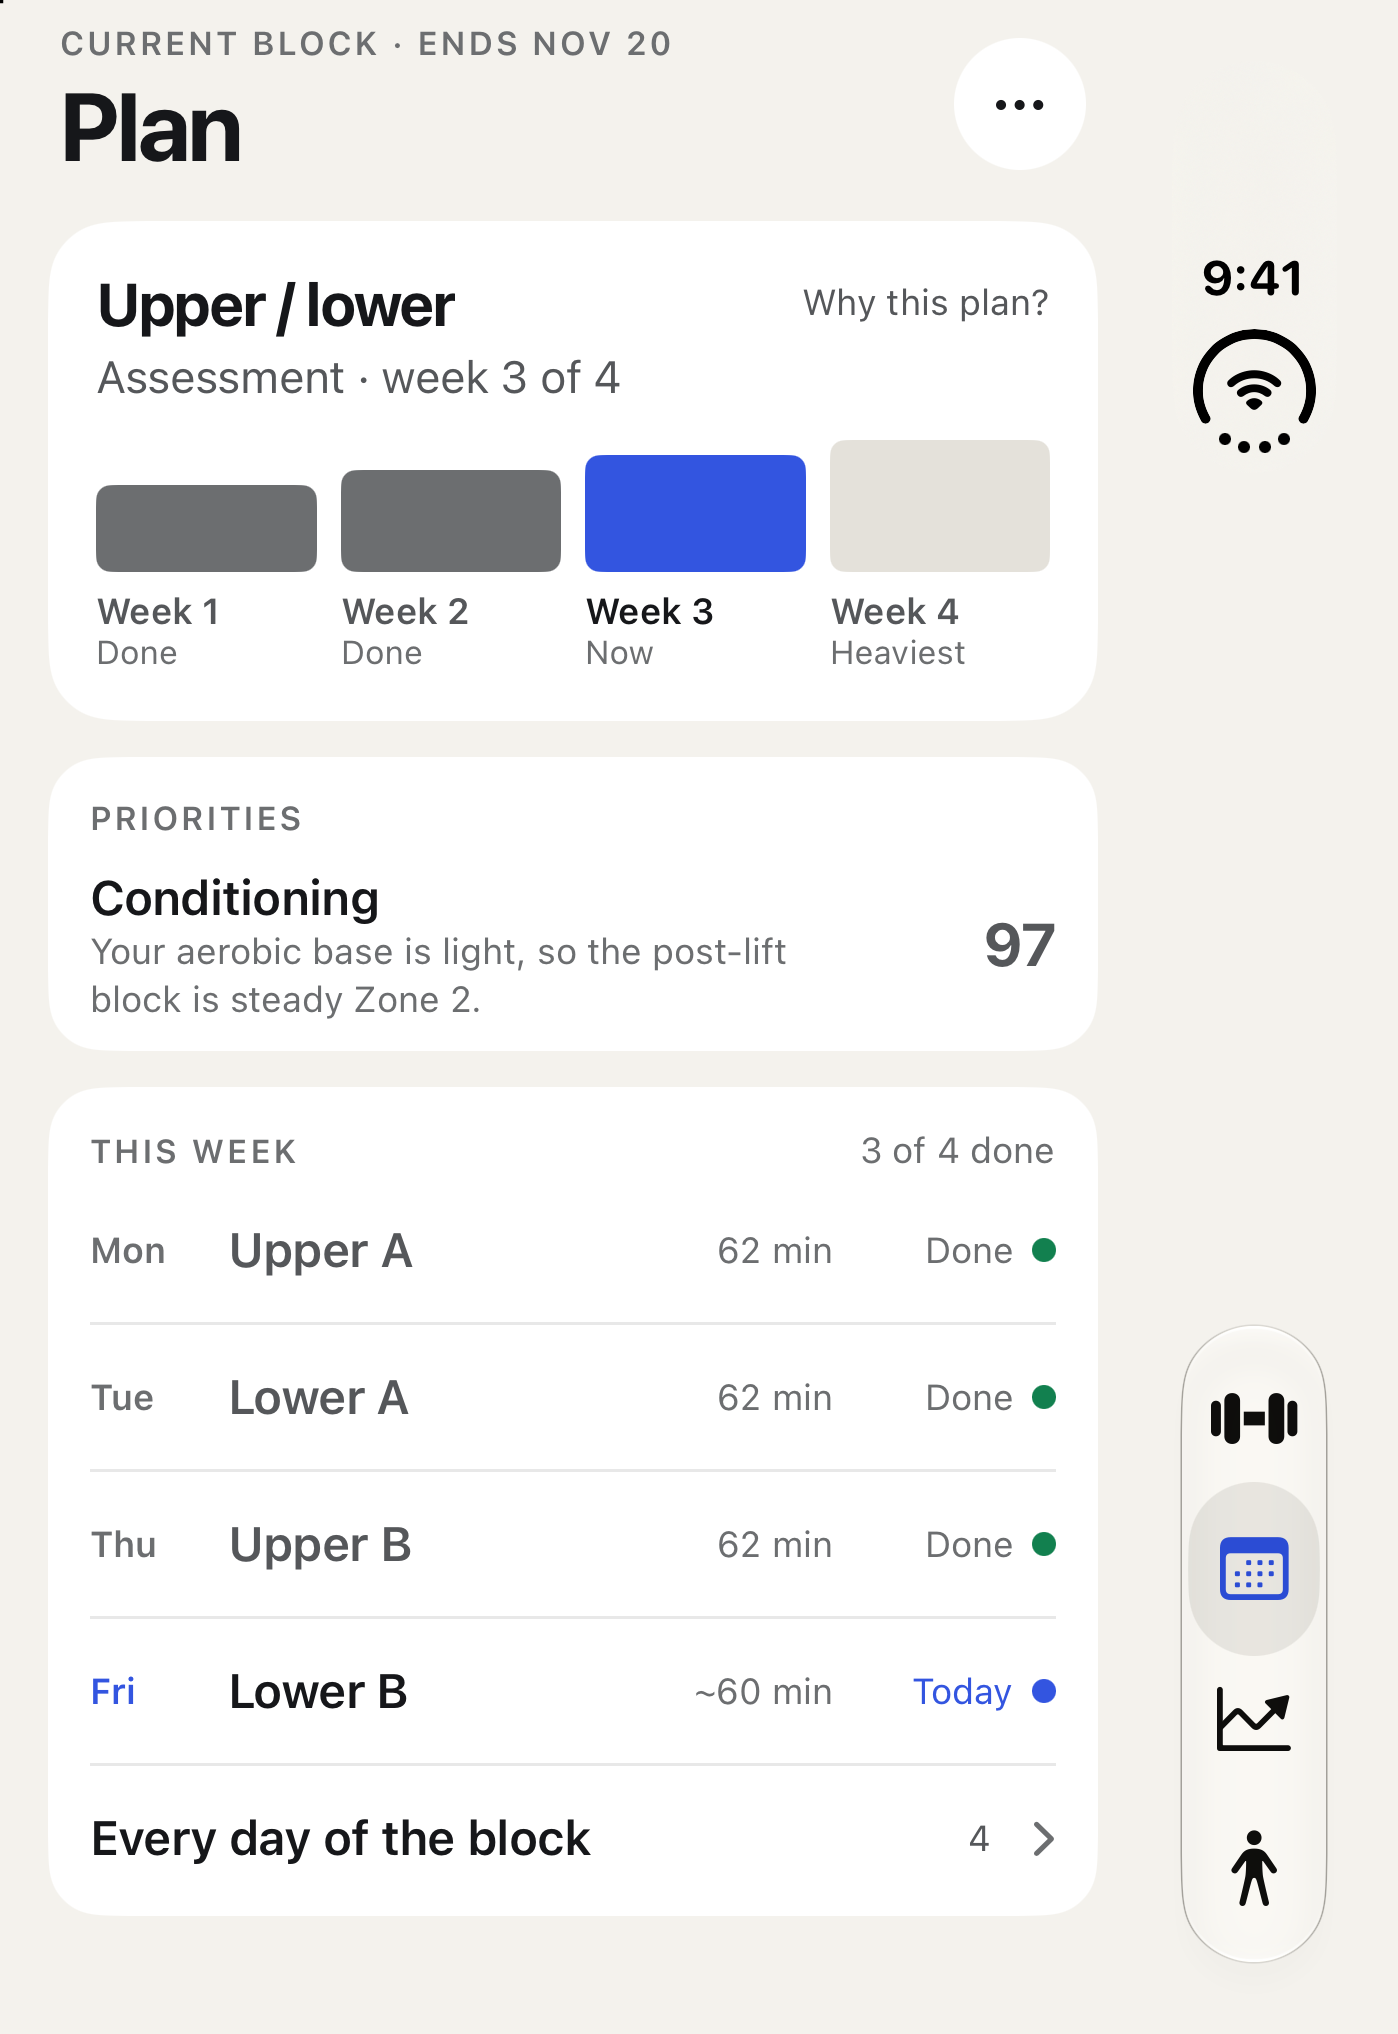 CURRENT BLOCK · ENDS NOV 20
Plan
Upper / lower
Why this plan?
Assessment · week 3 of 4
Week 1
Done
Week 2
Done
Week 3
Now
Week 4
Heaviest
PRIORITIES
Conditioning
Your aerobic base is light, so the post-lift
block is steady Zone 2.
97
THIS WEEK
3 of 4 done
Mon Upper A 62 min Done
Tue Lower A 62 min Done
Thu Upper B 62 min Done
Fri Lower B ~60 min Today
Every day of the block 4
9:41